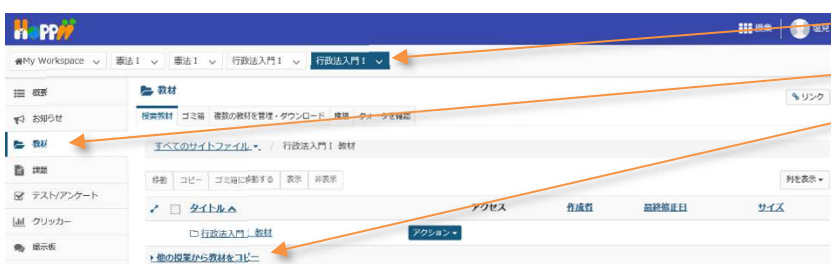 HoPPii
授業 塩見
My Workspace 憲法 I 憲法 I 行政法入門 I 行政法入門 I
概要
教材
リンク
お知らせ
授業教材 ゴミ箱 複数の教材を管理・ダウンロード 権限 クォータを確認
教材
すべてのサイトファイル / 行政法入門 I 教材
課題
移動 コピー ゴミ箱に移動する 表示 非表示
列を表示
テスト/アンケート
タイトル アクセス 作成者 最終修正日 サイズ
クリッカー
行政法入門 I 教材 アクション
掲示板
他の授業から教材をコピー